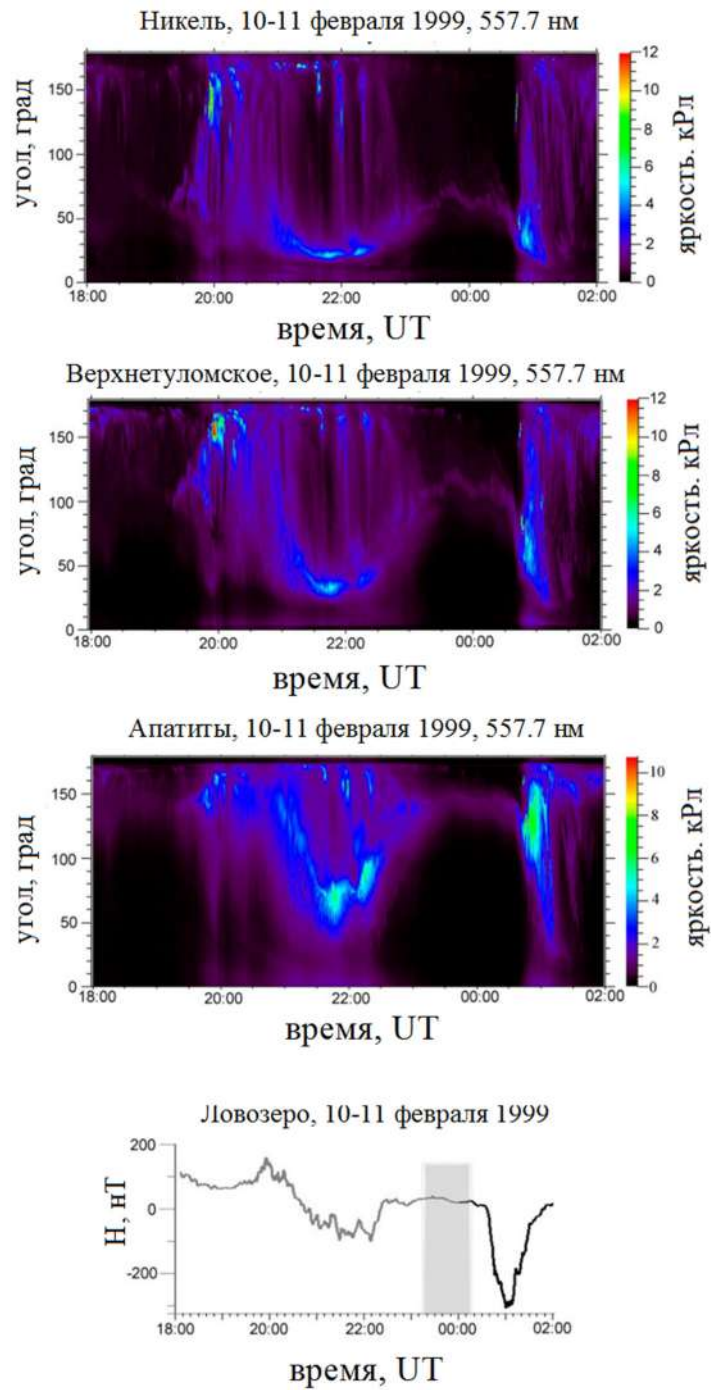 Никель, 10-11 февраля 1999, 557.7 нм
угол, град
150
100
50
0
18:00 20:00 22:00 00:00 02:00
время, UT
12
10
8
6
4
2
0
яркость. кРл
Верхнетуломское, 10-11 февраля 1999, 557.7 нм
угол, град
150
100
50
0
18:00 20:00 22:00 00:00 02:00
время, UT
12
10
8
6
4
2
0
яркость. кРл
Апатиты, 10-11 февраля 1999, 557.7 нм
угол, град
150
100
50
0
18:00 20:00 22:00 00:00 02:00
время, UT
10
8
6
4
2
0
яркость. кРл
Ловозеро, 10-11 февраля 1999
H, нТ
200
0
-200
18:00 20:00 22:00 00:00 02:00
время, UT